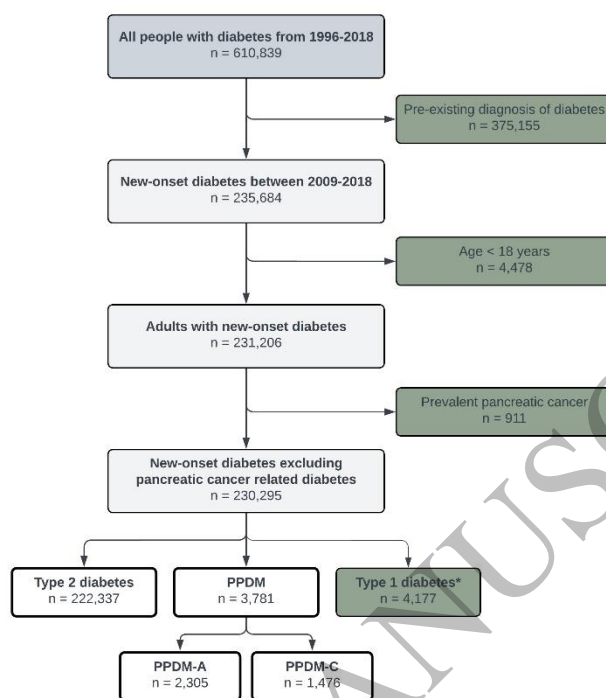 All people with diabetes from 1996-2018
n = 610,839
Pre-existing diagnosis of diabetes
n = 375,155
New-onset diabetes between 2009-2018
n = 235,684
Age < 18 years
n = 4,478
Adults with new-onset diabetes
n = 231,206
Prevalent pancreatic cancer
n = 911
New-onset diabetes excluding
pancreatic cancer related diabetes
n = 230,295
Type 2 diabetes
n = 222,337
PPDM
n = 3,781
Type 1 diabetes*
n = 4,177
PPDM-A
n = 2,305
PPDM-C
n = 1,476